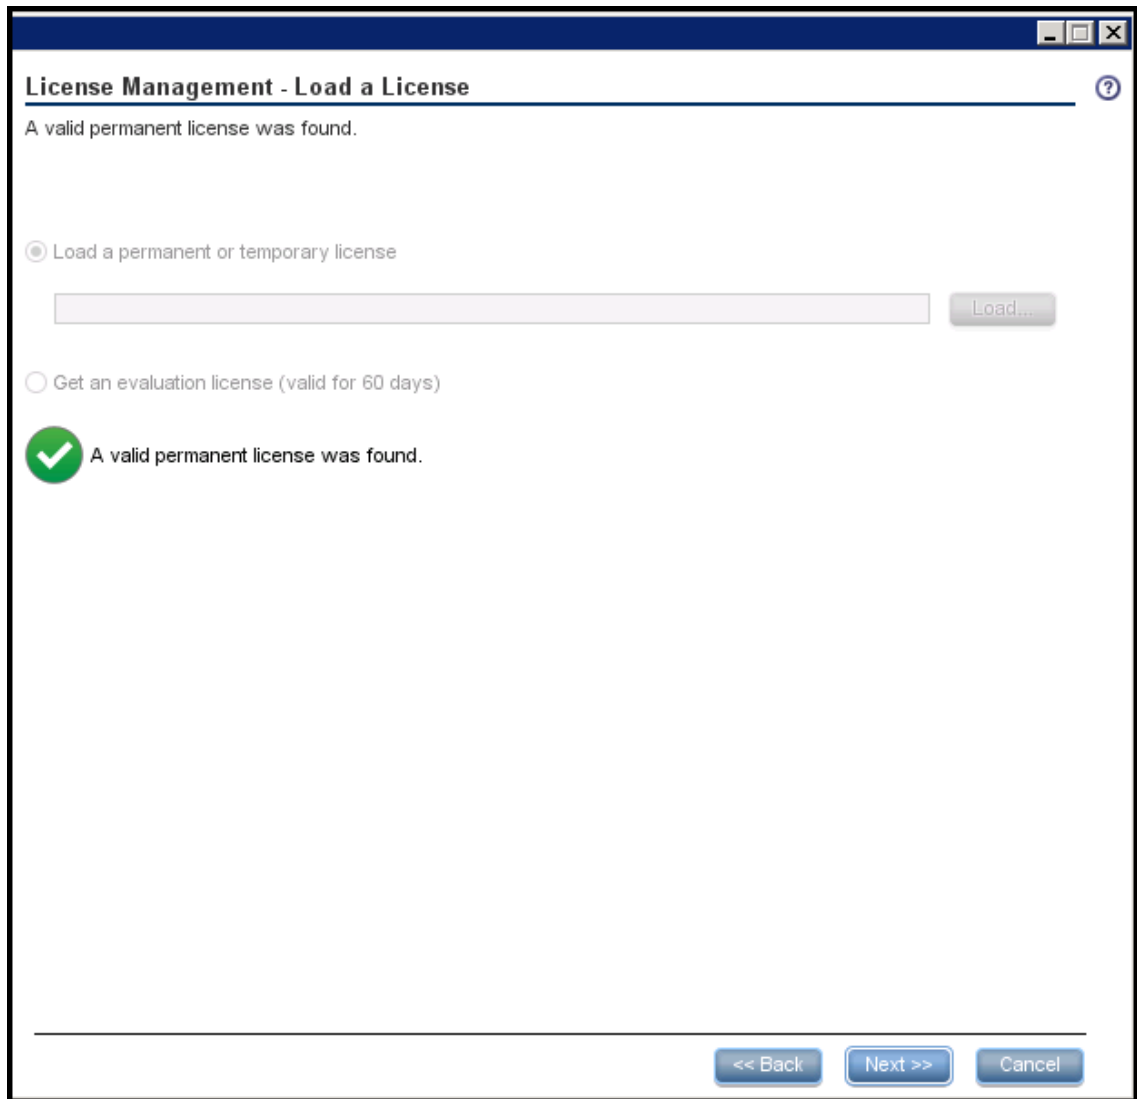 License Management - Load a License
?
A valid permanent license was found.
Load a permanent or temporary license
Load...
Get an evaluation license (valid for 60 days)
A valid permanent license was found.
<< Back
Next >>
Cancel